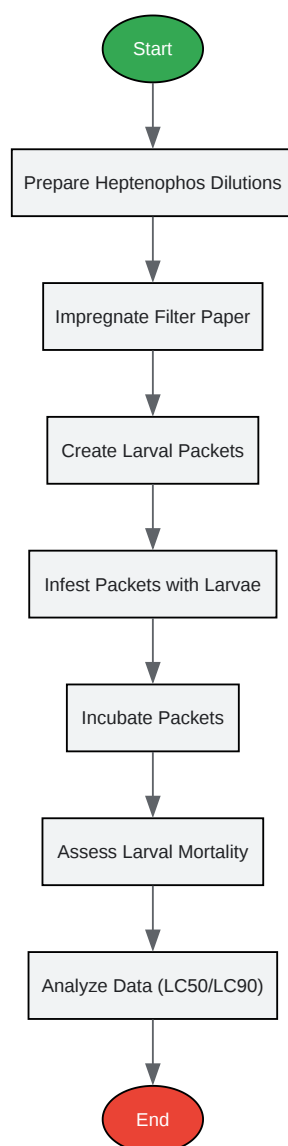 Start
Prepare Heptenophos Dilutions
Impregnate Filter Paper
Create Larval Packets
Infest Packets with Larvae
Incubate Packets
Assess Larval Mortality
Analyze Data (LC50/LC90)
End